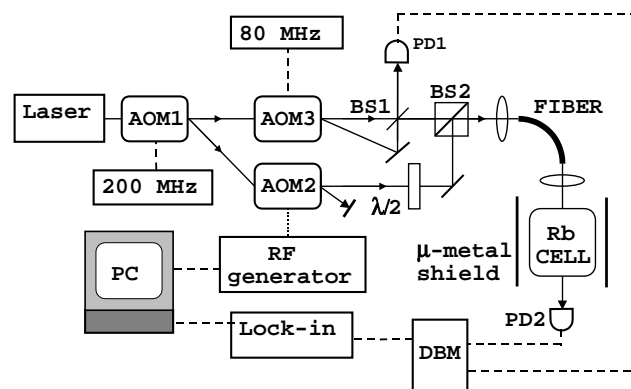 80 MHz
PD1
BS1
BS2
Laser
AOM1
AOM3
FIBER
200 MHz
AOM2
λ/2
Rb
CELL
μ-metal
shield
PC
RF
generator
PD2
Lock-in
DBM